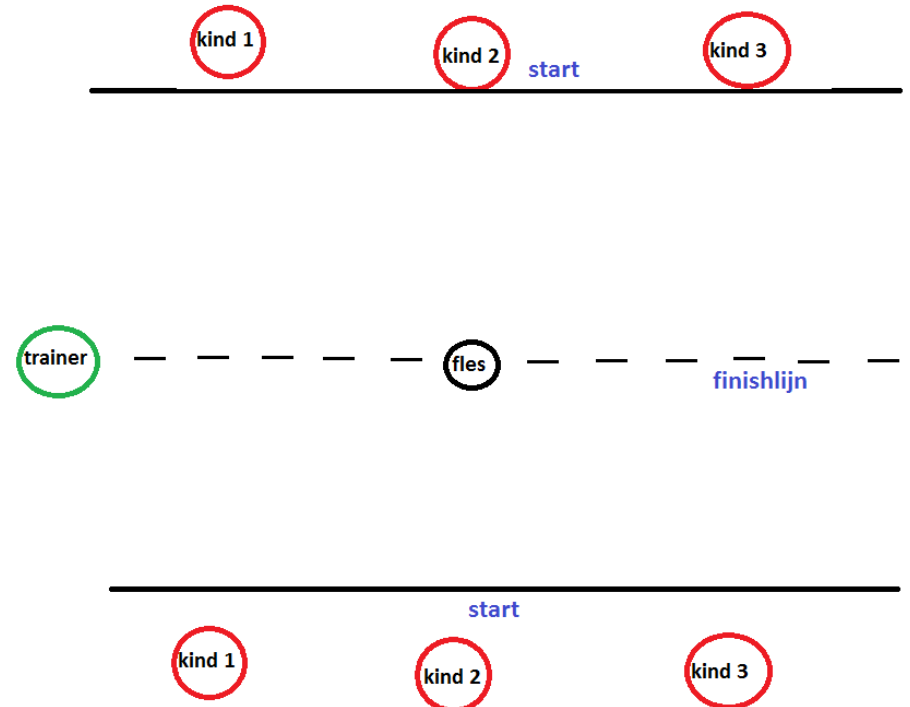 kind 1
kind 2
kind 3
start
trainer
fles
finishlijn
start
kind 1
kind 2
kind 3